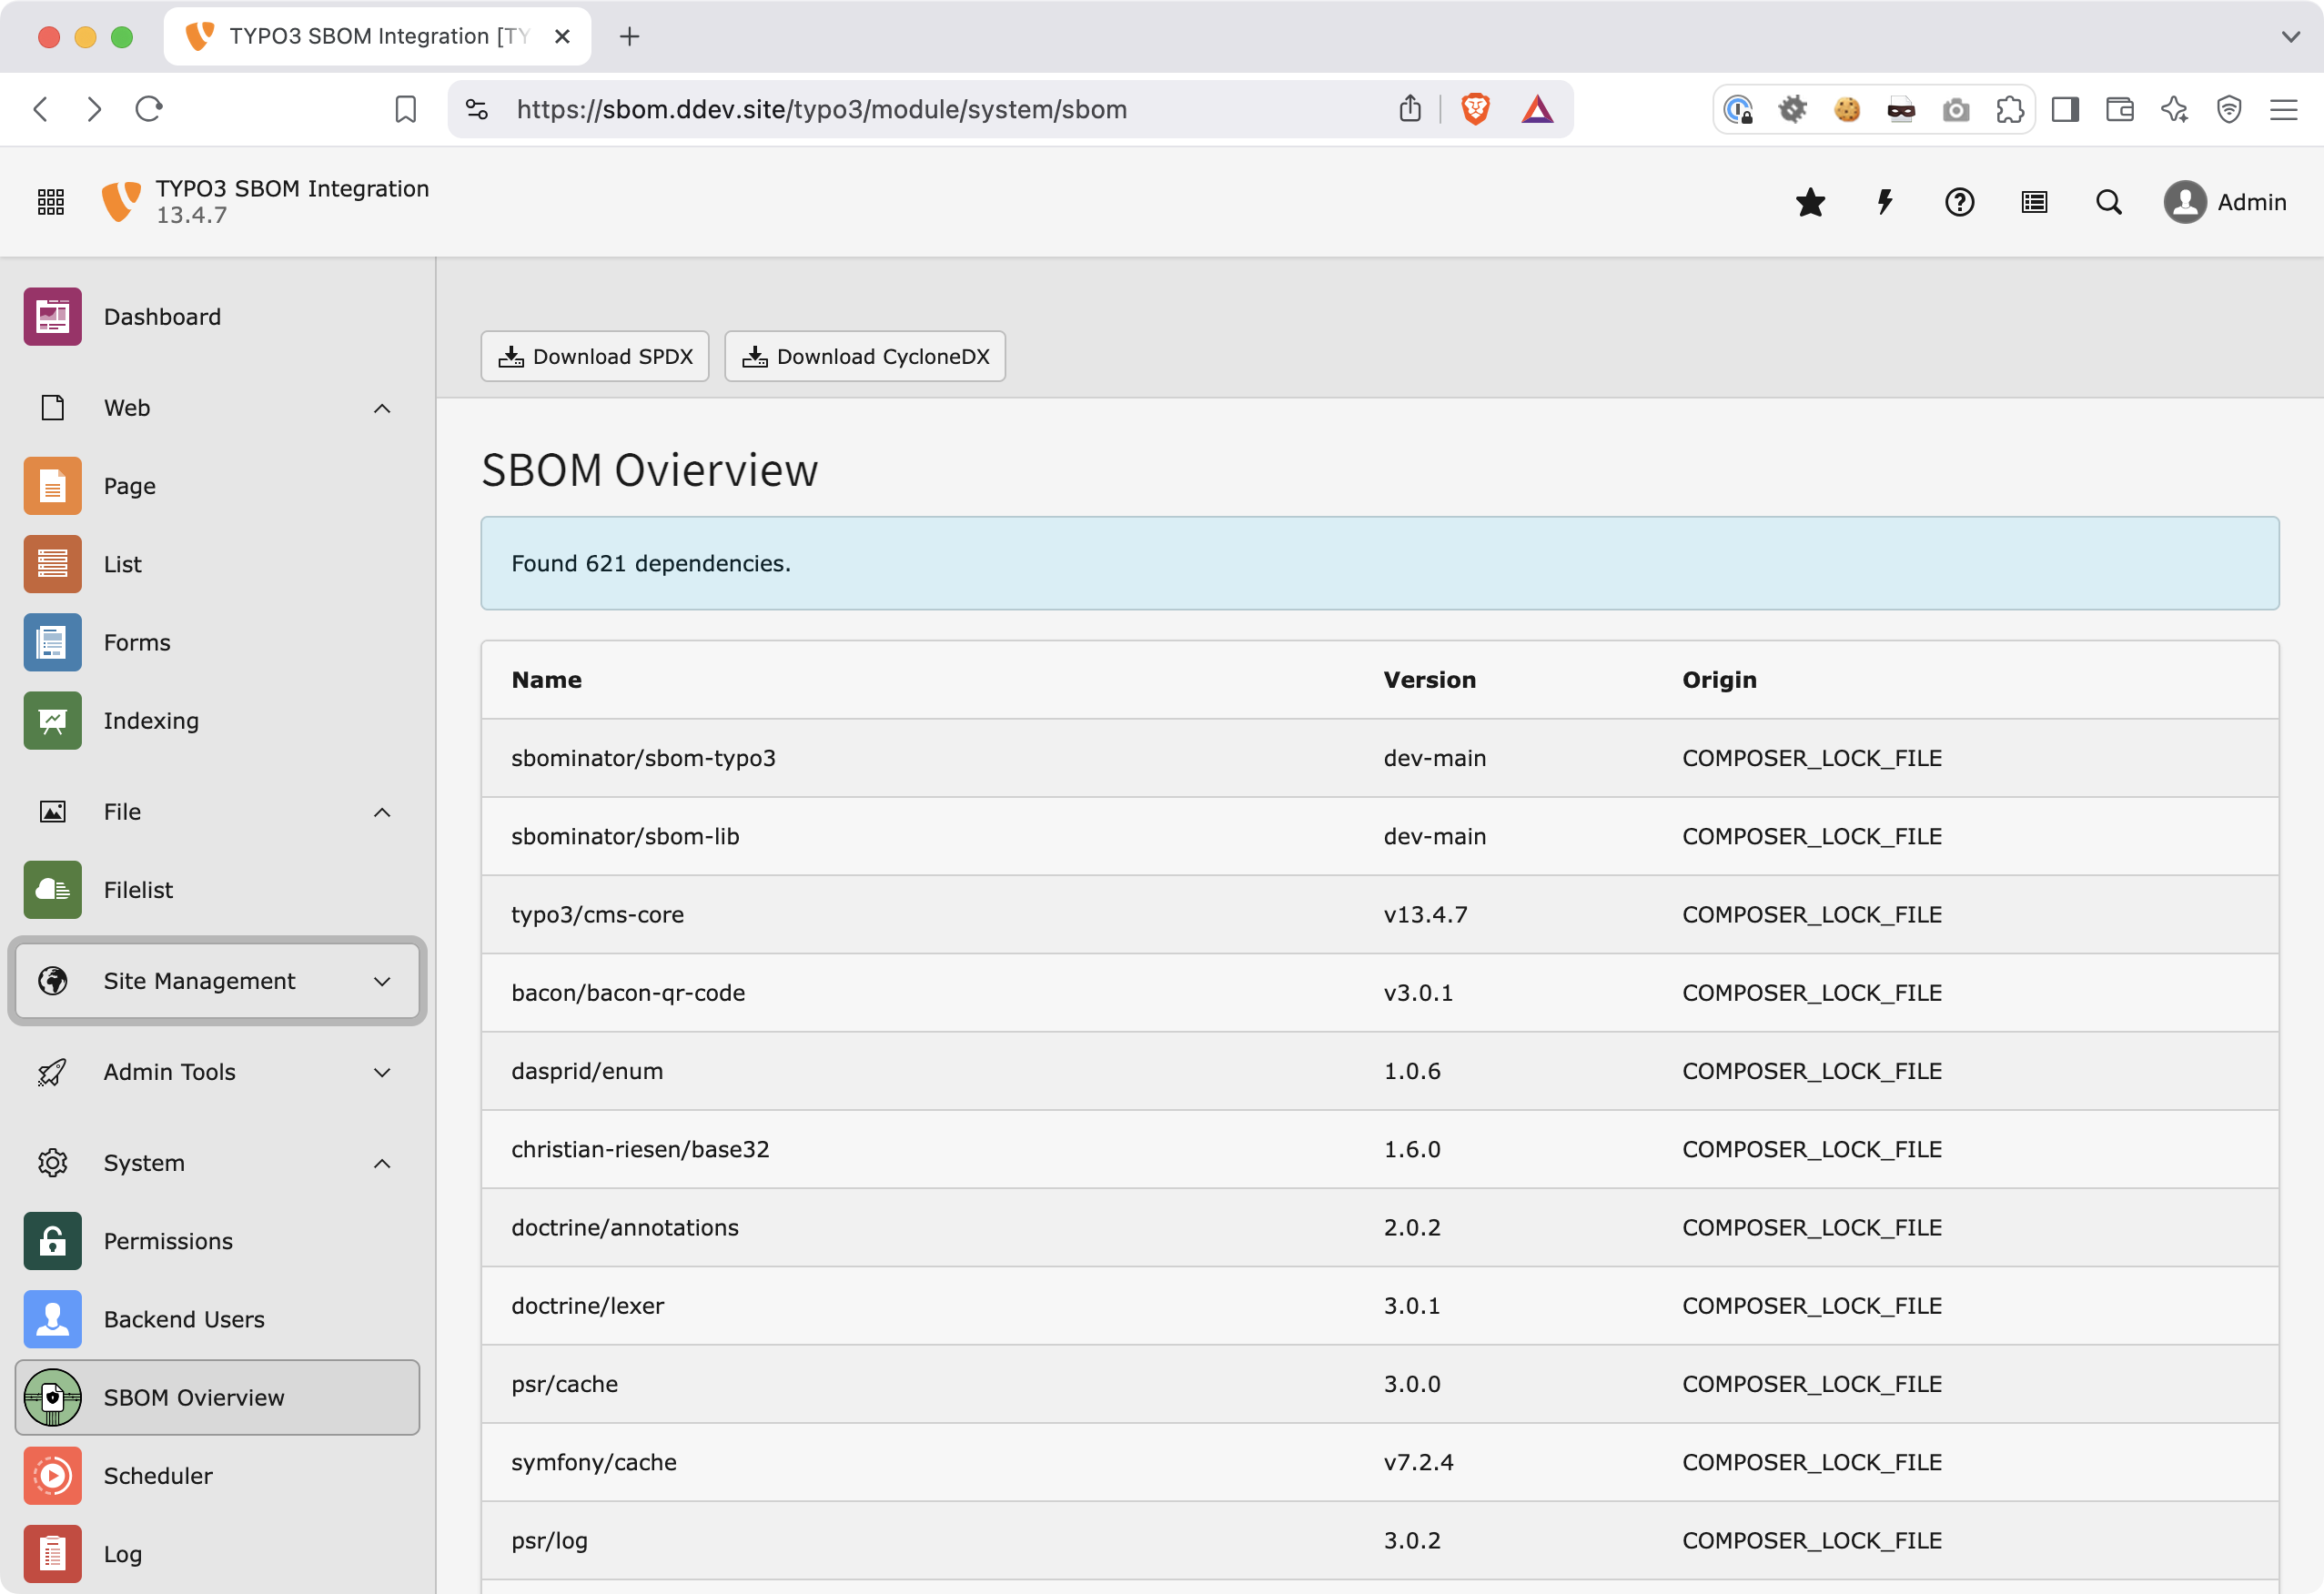 TYPO3 SBOM Integration [TY
https://sbom.ddev.site/typo3/module/system/sbom
TYPO3 SBOM Integration
13.4.7
Admin
Dashboard
Web
Page
List
Forms
Indexing
File
Filelist
Site Management
Admin Tools
System
Permissions
Backend Users
SBOM Ovierview
Scheduler
Log
Download SPDX
Download CycloneDX
SBOM Ovierview
Found 621 dependencies.
Name Version Origin
sbominator/sbom-typo3 dev-main COMPOSER_LOCK_FILE
sbominator/sbom-lib dev-main COMPOSER_LOCK_FILE
typo3/cms-core v13.4.7 COMPOSER_LOCK_FILE
bacon/bacon-qr-code v3.0.1 COMPOSER_LOCK_FILE
dasprid/enum 1.0.6 COMPOSER_LOCK_FILE
christian-riesen/base32 1.6.0 COMPOSER_LOCK_FILE
doctrine/annotations 2.0.2 COMPOSER_LOCK_FILE
doctrine/lexer 3.0.1 COMPOSER_LOCK_FILE
psr/cache 3.0.0 COMPOSER_LOCK_FILE
symfony/cache v7.2.4 COMPOSER_LOCK_FILE
psr/log 3.0.2 COMPOSER_LOCK_FILE